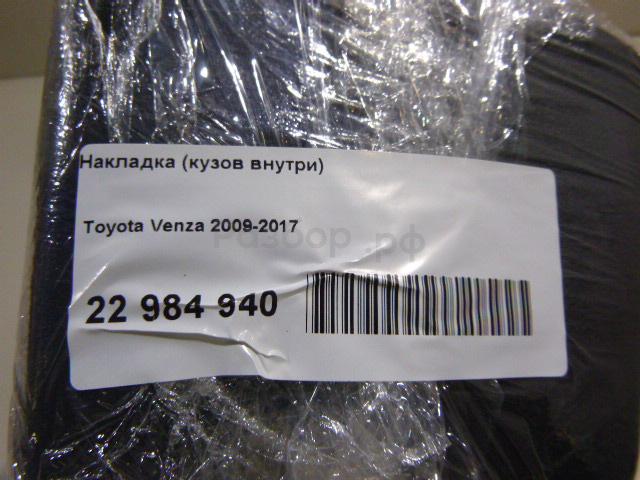 Накладка (кузов внутри)
Toyota Venza 2009-2017
Разбор.рф
22 984 940